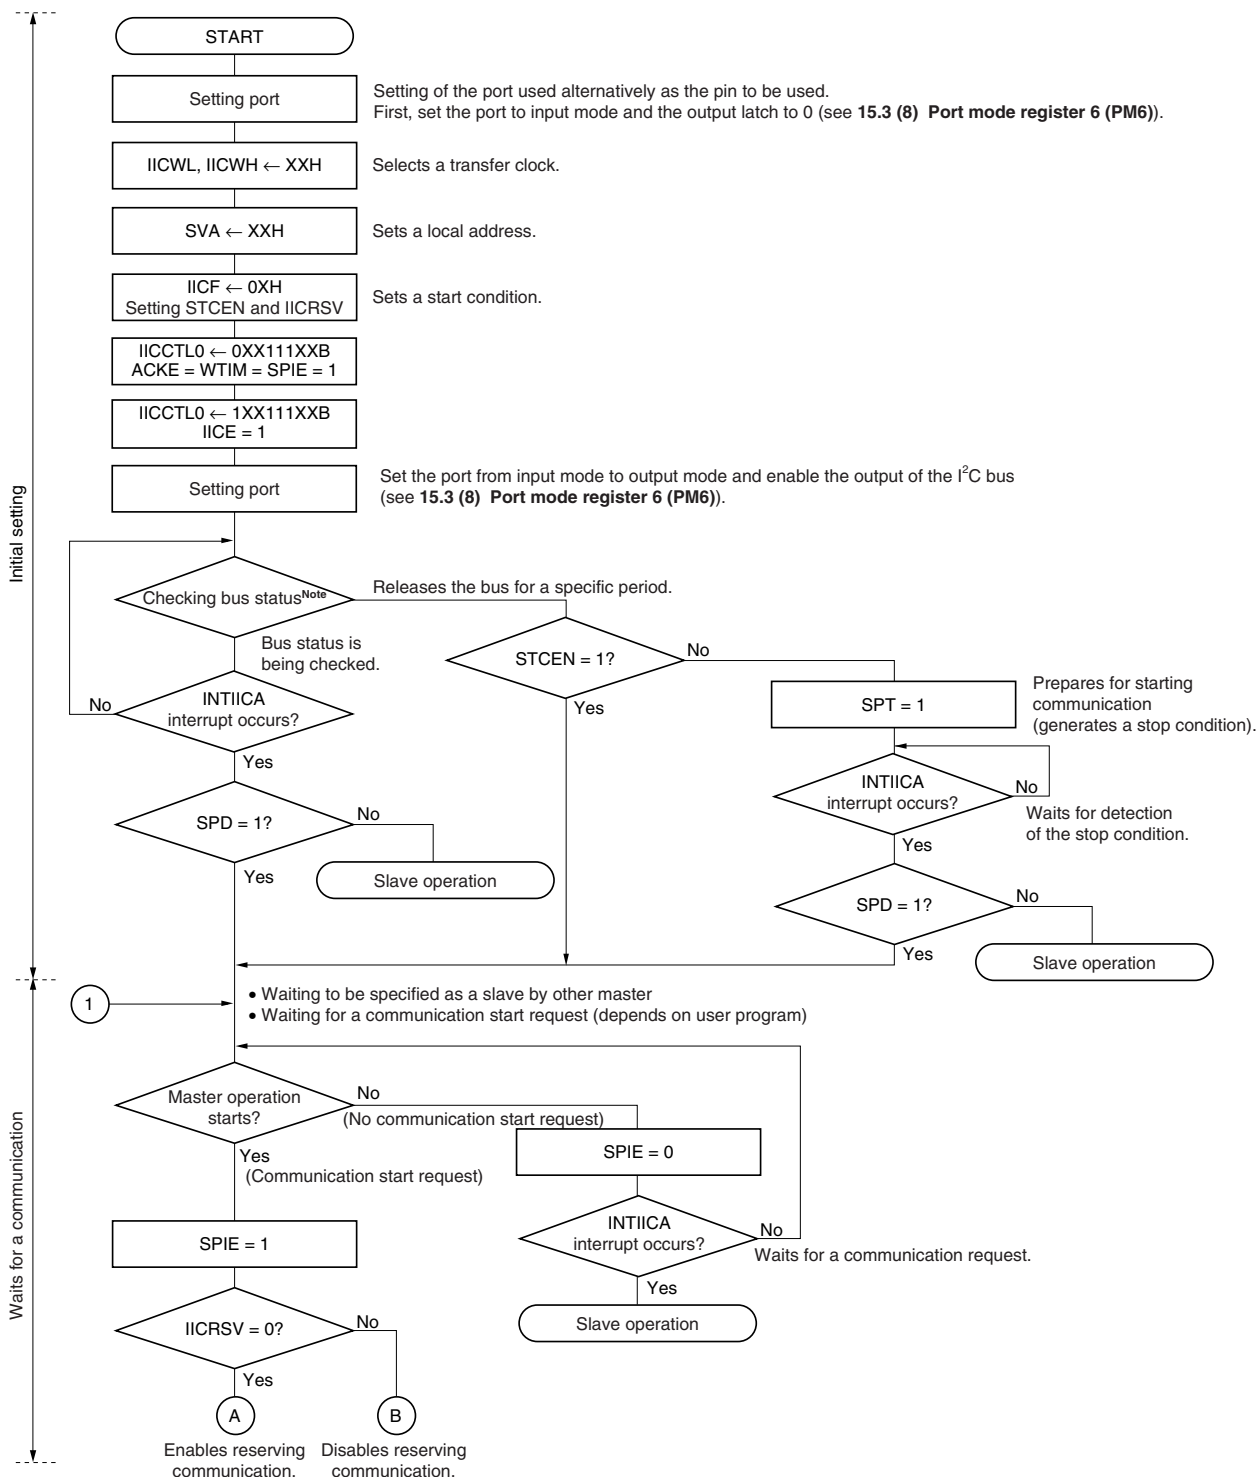 START
Setting port
Setting of the port used alternatively as the pin to be used.
First, set the port to input mode and the output latch to 0 (see 15.3 (8) Port mode register 6 (PM6)).
IICWL, IICWH ← XXH
Selects a transfer clock.
SVA ← XXH
Sets a local address.
IICF ← 0XH
Setting STCEN and IICRSV
Sets a start condition.
IICCTL0 ← 0XX111XXB
ACKE = WTIM = SPIE = 1
IICCTL0 ← 1XX111XXB
IICE = 1
Setting port
Set the port from input mode to output mode and enable the output of the I²C bus
(see 15.3 (8) Port mode register 6 (PM6)).
Initial setting
Checking bus statusNote
Releases the bus for a specific period.
Bus status is
being checked.
STCEN = 1?
No
Yes
SPT = 1
Prepares for starting
communication
(generates a stop condition).
No
INTIICA
interrupt occurs?
Yes
INTIICA
interrupt occurs?
No
Waits for detection
of the stop condition.
Yes
SPD = 1?
No
Slave operation
Yes
SPD = 1?
No
Slave operation
Yes
1
• Waiting to be specified as a slave by other master
• Waiting for a communication start request (depends on user program)
Waits for a communication
Master operation
starts?
No
(No communication start request)
Yes
(Communication start request)
SPIE = 0
INTIICA
interrupt occurs?
No
Waits for a communication request.
Yes
Slave operation
SPIE = 1
IICRSV = 0?
No
Yes
A
B
Enables reserving
communication.
Disables reserving
communication.